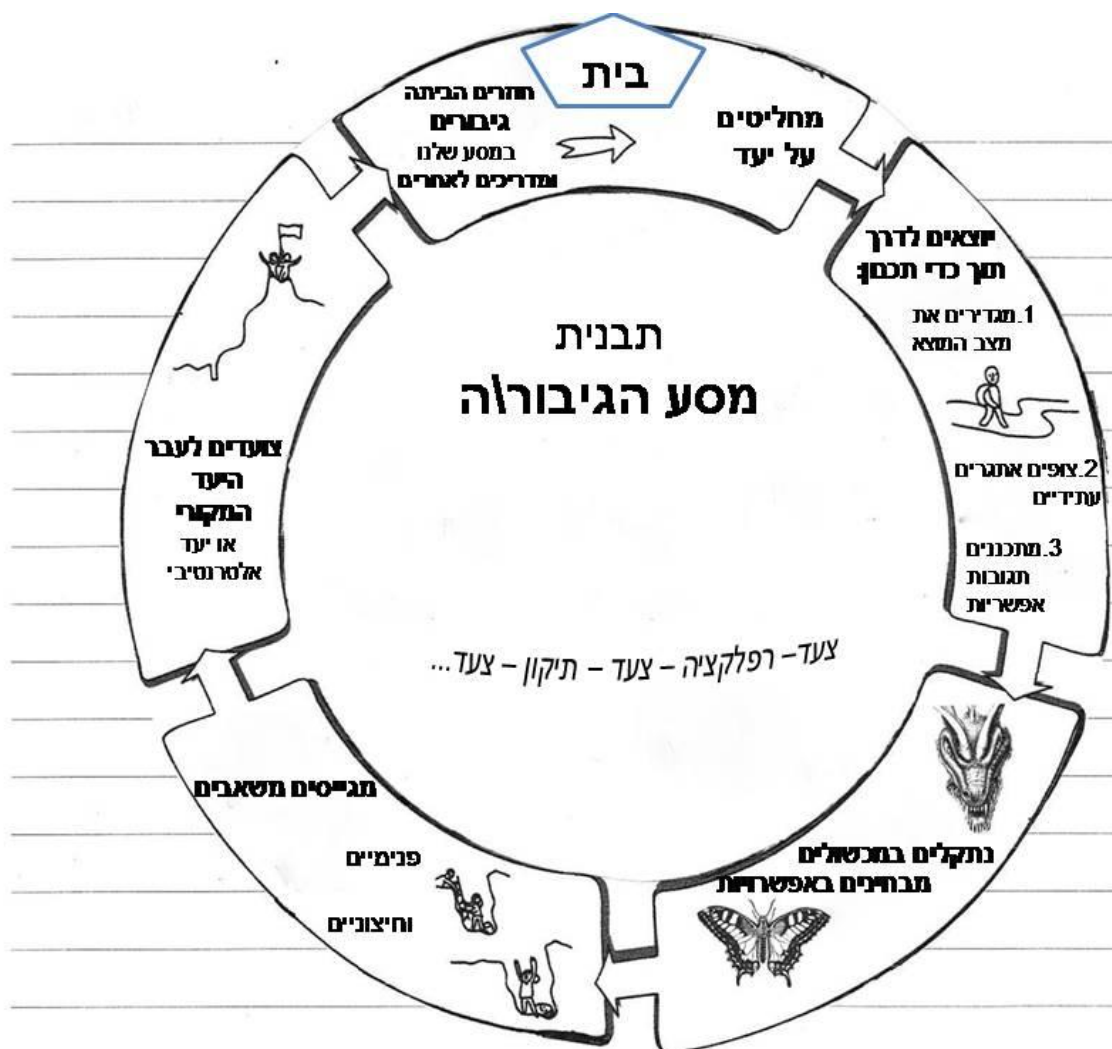 בית
מחליטים
על יעד
יוצאים לדרך
תוך כדי תכנון:
1.מגדירים את
מצב המוצא
2.צופים אתגרים
עתידיים
3.מתכננים
תגובות
אפשריות
נתקלים במכשולים
מבחינים באפשרויות
מגייסים משאבים
פנימיים
וחיצוניים
צועדים לעבר
היעד
המקורי
או יעד
אלטרנטיבי
חוזרים הביתה
גיבורים
במסע שלנו
ומדריכים לאחרים
תבנית
מסע הגיבור\ה
צעד – רפלקציה – צעד – תיקון – צעד...